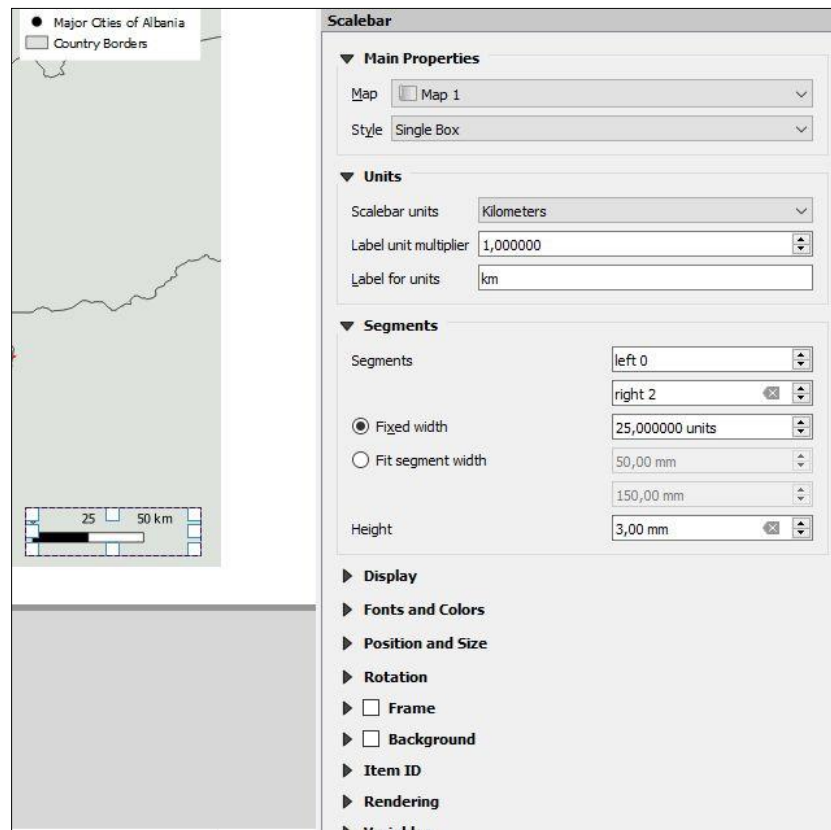 Major Cities of Albania
Country Borders
25 50 km
Scalebar
Main Properties
Map Map 1
Style Single Box
Units
Scalebar units Kilometers
Label unit multiplier 1,000000
Label for units km
Segments
Segments left 0
right 2
Fixed width 25,000000 units
Fit segment width 50,00 mm
150,00 mm
Height 3,00 mm
Display
Fonts and Colors
Position and Size
Rotation
Frame
Background
Item ID
Rendering